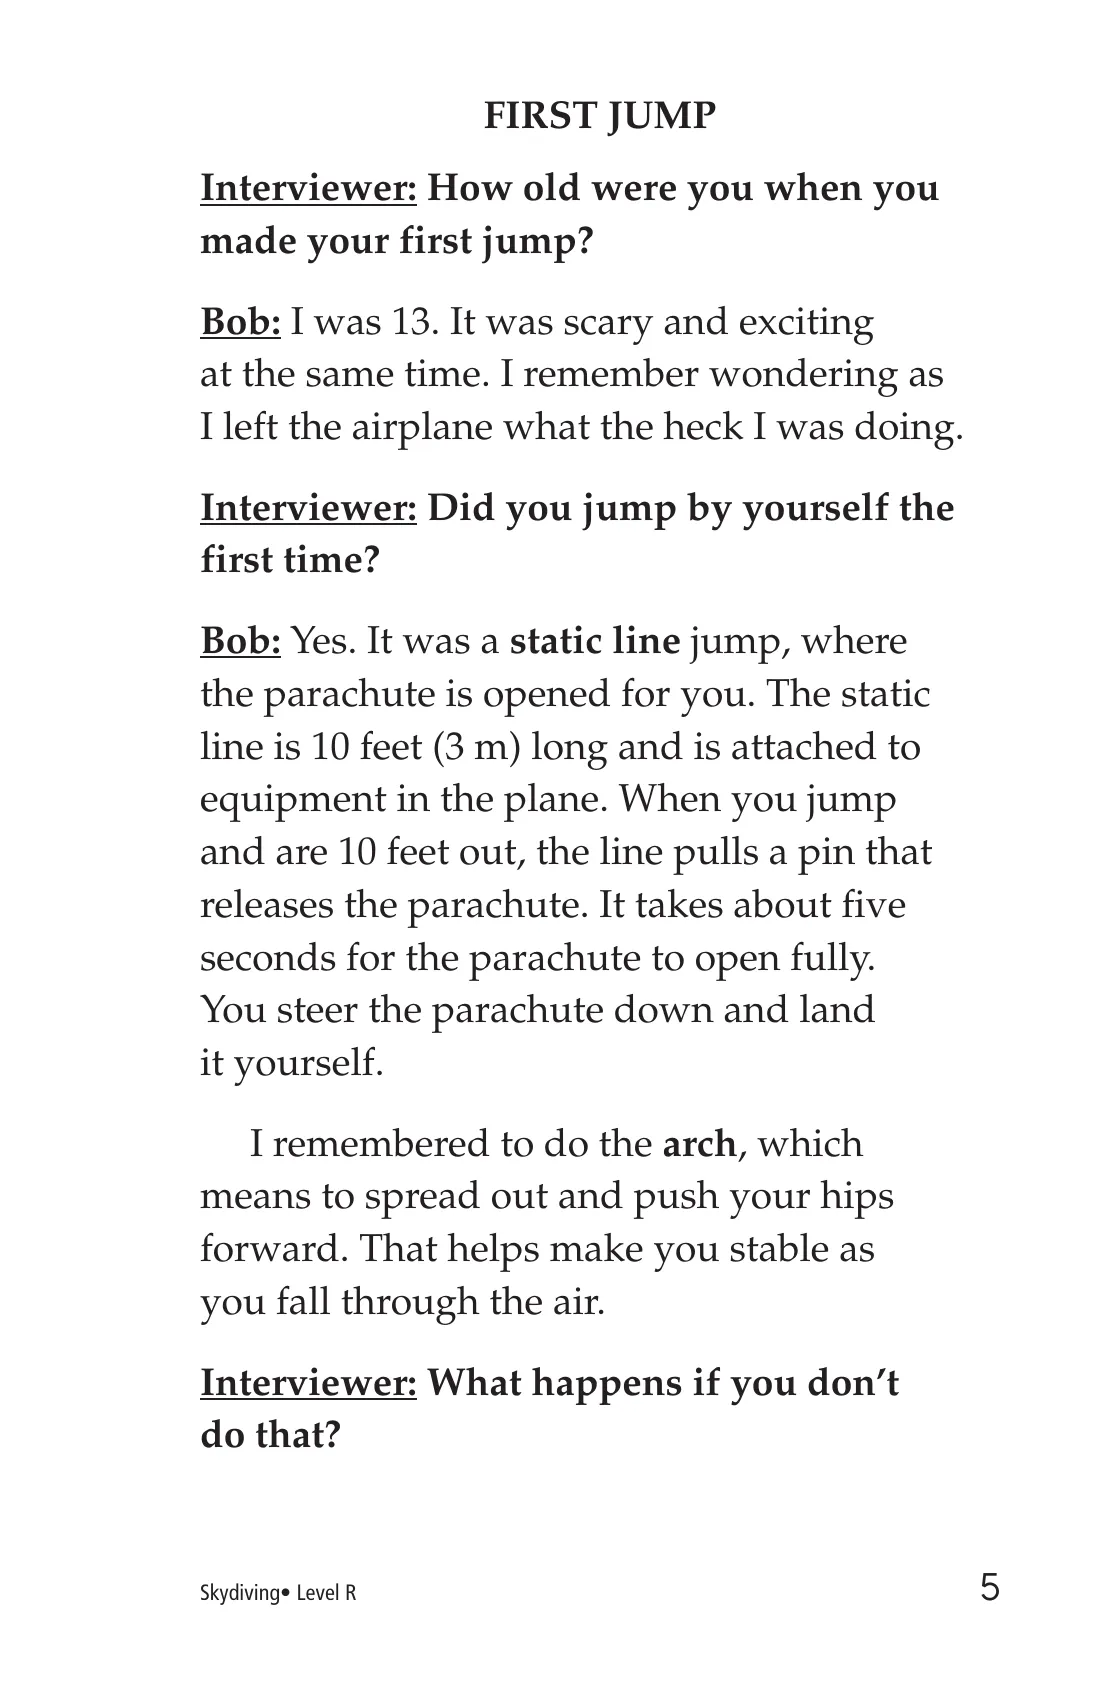 FIRST JUMP
Interviewer: How old were you when you
made your first jump?
Bob: I was 13. It was scary and exciting
at the same time. I remember wondering as
I left the airplane what the heck I was doing.
Interviewer: Did you jump by yourself the
first time?
Bob: Yes. It was a static line jump, where
the parachute is opened for you. The static
line is 10 feet (3 m) long and is attached to
equipment in the plane. When you jump
and are 10 feet out, the line pulls a pin that
releases the parachute. It takes about five
seconds for the parachute to open fully.
You steer the parachute down and land
it yourself.
I remembered to do the arch, which
means to spread out and push your hips
forward. That helps make you stable as
you fall through the air.
Interviewer: What happens if you don’t
do that?
Skydiving• Level R 5